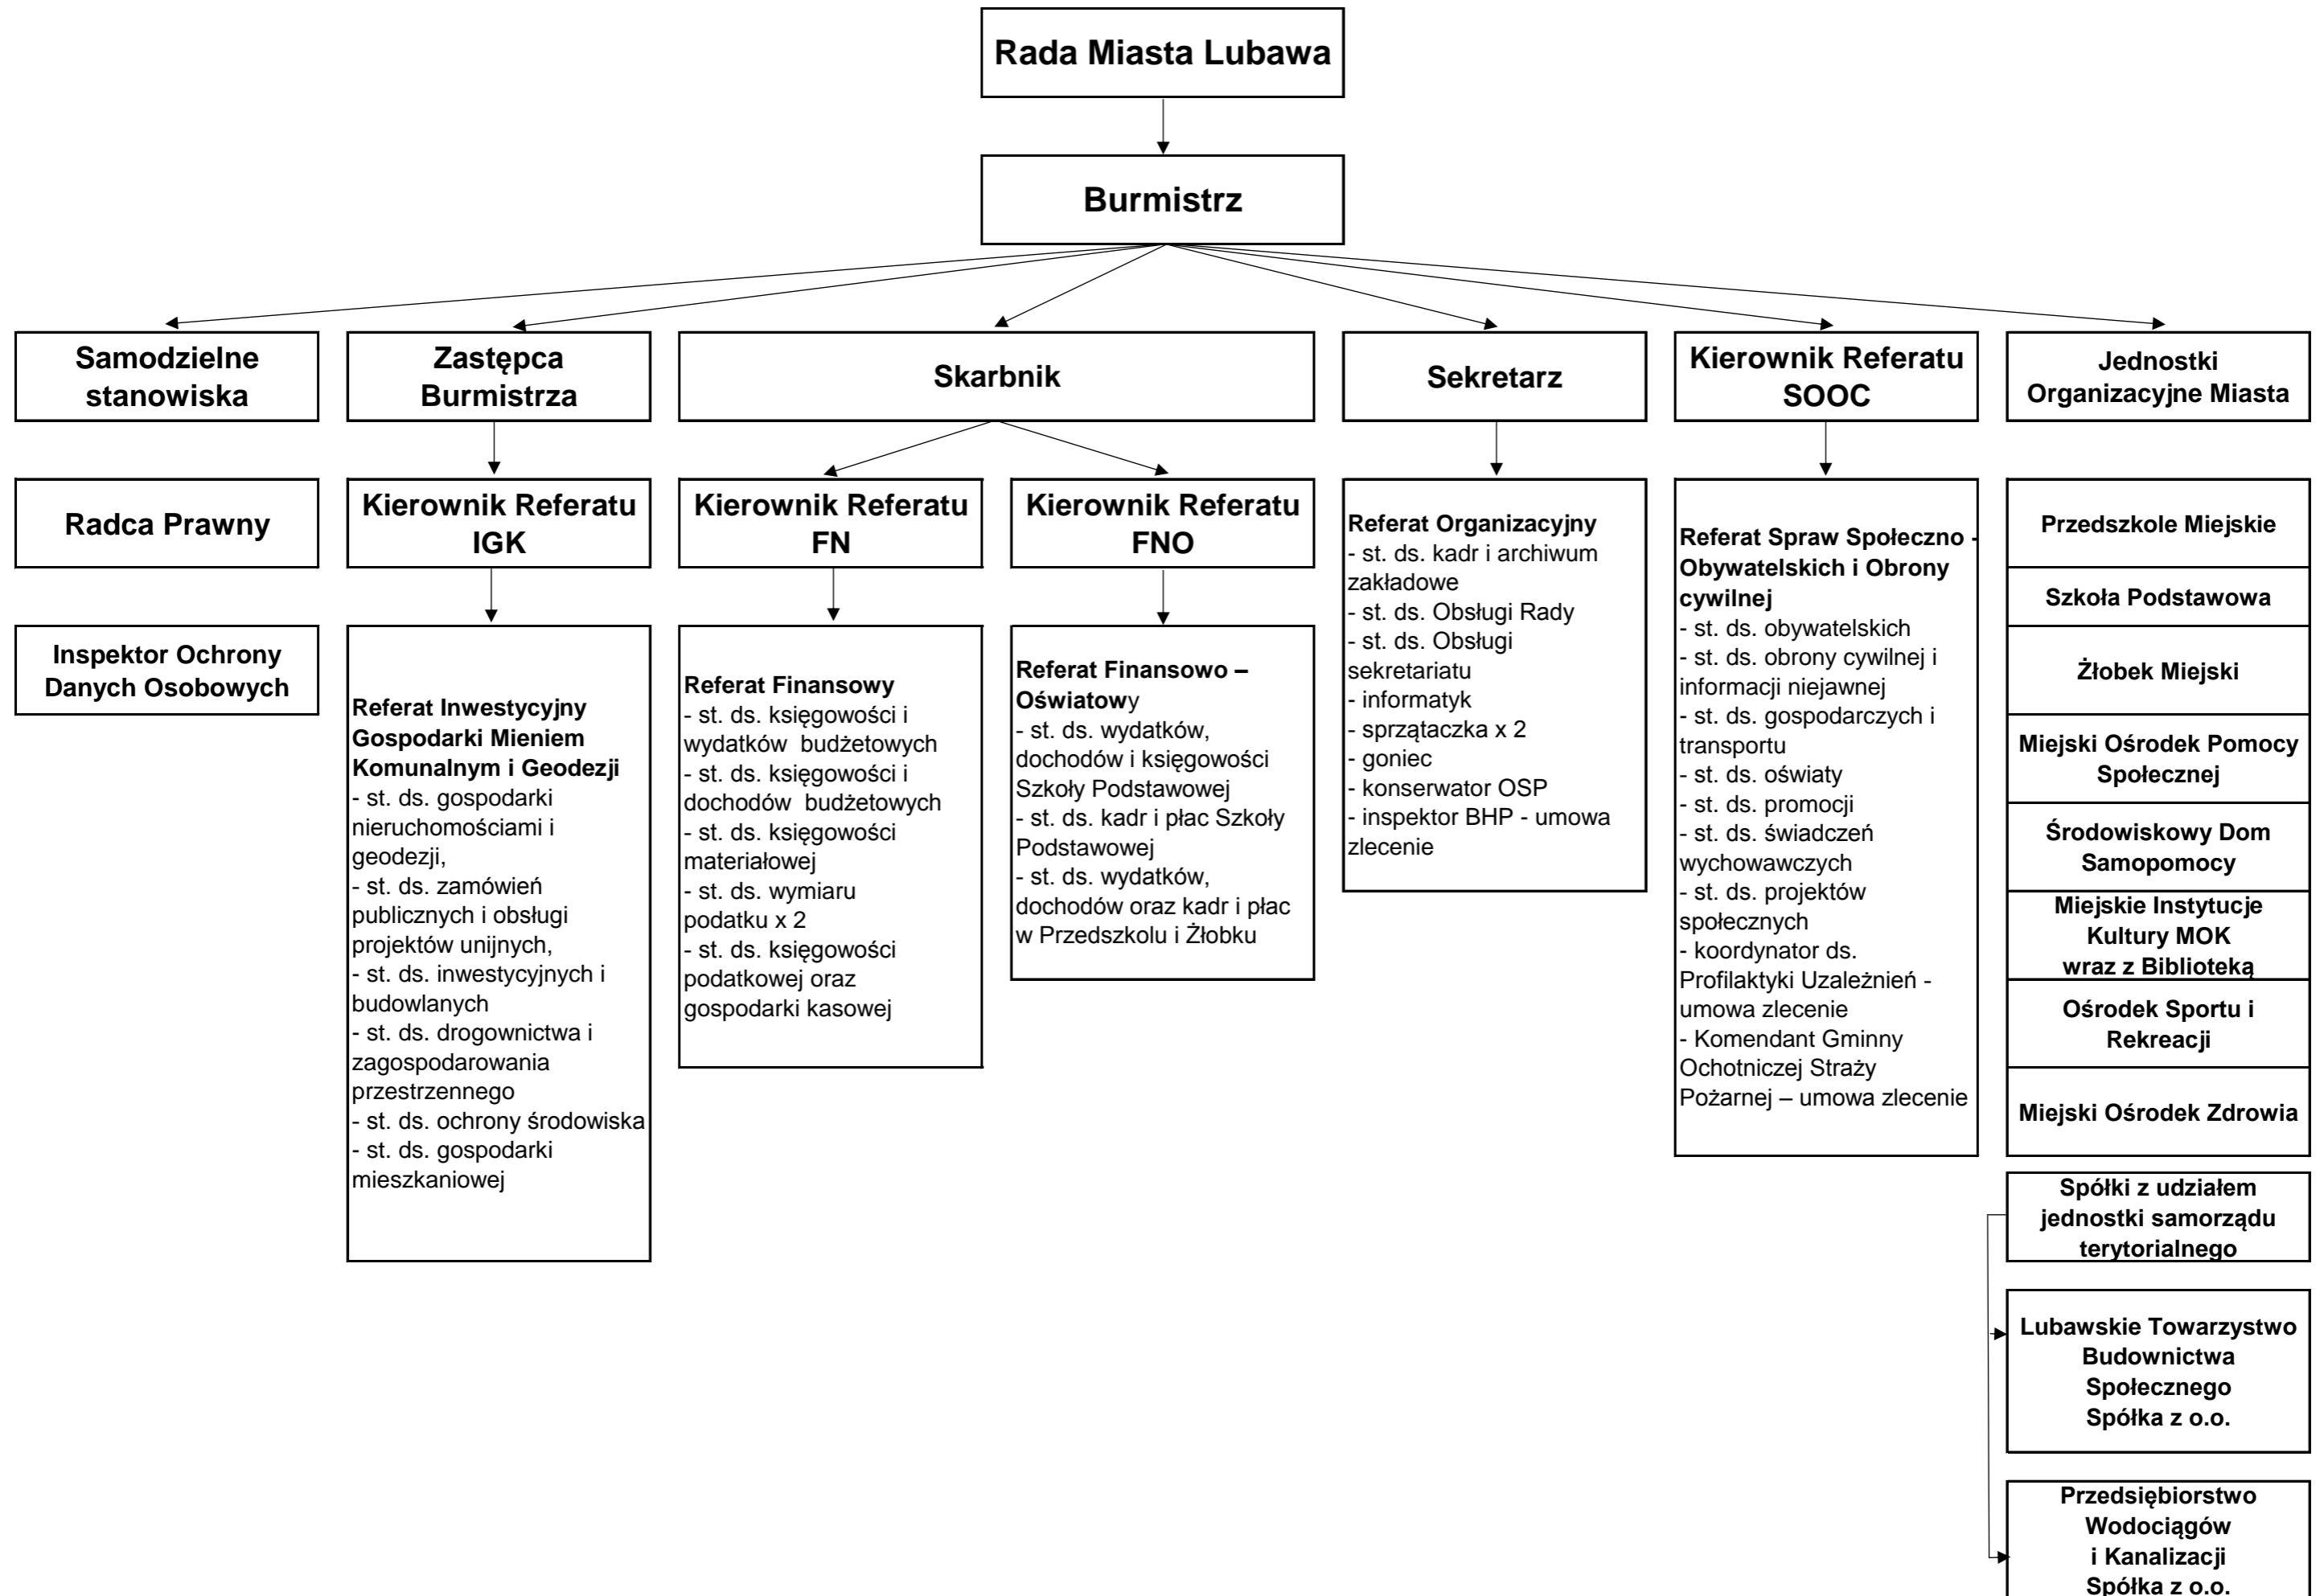 Rada Miasta Lubawa
Burmistrz
Samodzielne
stanowiska
Zastępca
Burmistrza
Skarbnik
Sekretarz
Kierownik Referatu
SOOC
Jednostki
Organizacyjne Miasta
Radca Prawny
Inspektor Ochrony
Danych Osobowych
Kierownik Referatu
IGK
Referat Inwestycyjny
Gospodarki Mieniem
Komunalnym i Geodezji
- st. ds. gospodarki
nieruchomościami i
geodezji,
- st. ds. zamówień
publicznych i obsługi
projektów unijnych,
- st. ds. inwestycyjnych i
budowlanych
- st. ds. drogownictwa i
zagospodarowania
przestrzennego
- st. ds. ochrony środowiska
- st. ds. gospodarki
mieszkaniowej
Kierownik Referatu
FN
Referat Finansowy
- st. ds. księgowości i
wydatków  budżetowych
- st. ds. księgowości i
dochodów  budżetowych
- st. ds. księgowości
materiałowej
- st. ds. wymiaru
podatku x 2
- st. ds. księgowości
podatkowej oraz
gospodarki kasowej
Kierownik Referatu
FNO
Referat Finansowo –
Oświatowy
- st. ds. wydatków,
dochodów i księgowości
Szkoły Podstawowej
- st. ds. kadr i płac Szkoły
Podstawowej
- st. ds. wydatków,
dochodów oraz kadr i płac
w Przedszkolu i Żłobku
Referat Organizacyjny
- st. ds. kadr i archiwum
zakładowe
- st. ds. Obsługi Rady
- st. ds. Obsługi
sekretariatu
- informatyk
- sprzątaczka x 2
- goniec
- konserwator OSP
- inspektor BHP - umowa
zlecenie
Referat Spraw Społeczno -
Obywatelskich i Obrony
cywilnej
- st. ds. obywatelskich
- st. ds. obrony cywilnej i
informacji niejawnej
- st. ds. gospodarczych i
transportu
- st. ds. oświaty
- st. ds. promocji
- st. ds. świadczeń
wychowawczych
- st. ds. projektów
społecznych
- koordynator ds.
Profilaktyki Uzależnień -
umowa zlecenie
- Komendant Gminny
Ochotniczej Straży
Pożarnej – umowa zlecenie
Przedszkole Miejskie
Szkoła Podstawowa
Żłobek Miejski
Miejski Ośrodek Pomocy
Społecznej
Środowiskowy Dom
Samopomocy
Miejskie Instytucje
Kultury MOK
wraz z Biblioteką
Ośrodek Sportu i
Rekreacji
Miejski Ośrodek Zdrowia
Spółki z udziałem
jednostki samorządu
terytorialnego
Lubawskie Towarzystwo
Budownictwa
Społecznego
Spółka z o.o.
Przedsiębiorstwo
Wodociągów
i Kanalizacji
Spółka z o.o.